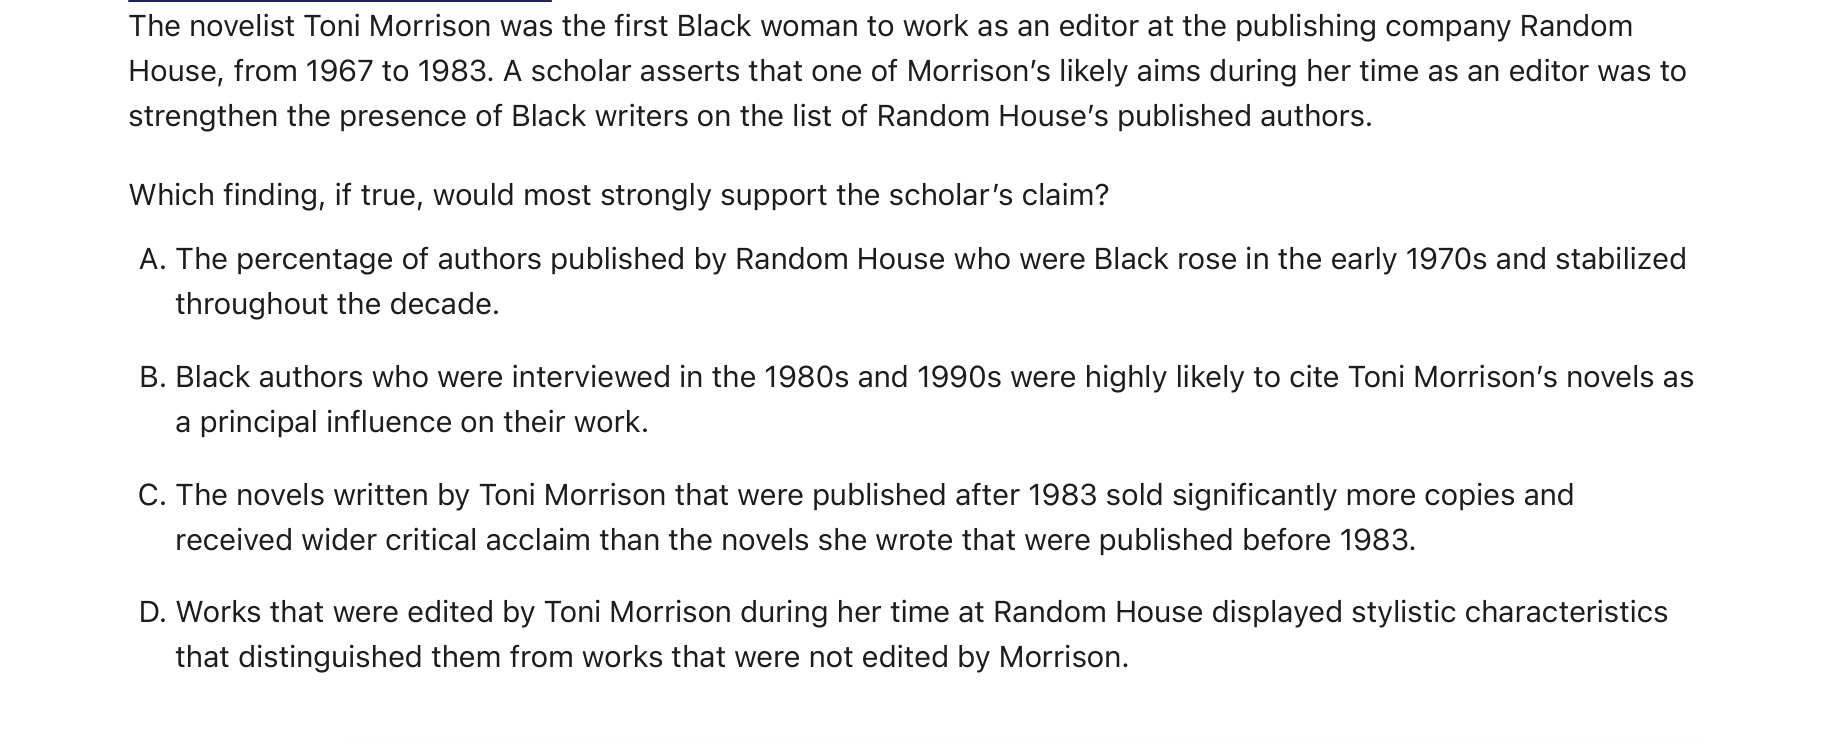 The novelist Toni Morrison was the first Black woman to work as an editor at the publishing company Random
House, from 1967 to 1983. A scholar asserts that one of Morrison’s likely aims during her time as an editor was to
strengthen the presence of Black writers on the list of Random House’s published authors.
Which finding, if true, would most strongly support the scholar’s claim?
A. The percentage of authors published by Random House who were Black rose in the early 1970s and stabilized
throughout the decade.
B. Black authors who were interviewed in the 1980s and 1990s were highly likely to cite Toni Morrison’s novels as
a principal influence on their work.
C. The novels written by Toni Morrison that were published after 1983 sold significantly more copies and
received wider critical acclaim than the novels she wrote that were published before 1983.
D. Works that were edited by Toni Morrison during her time at Random House displayed stylistic characteristics
that distinguished them from works that were not edited by Morrison.